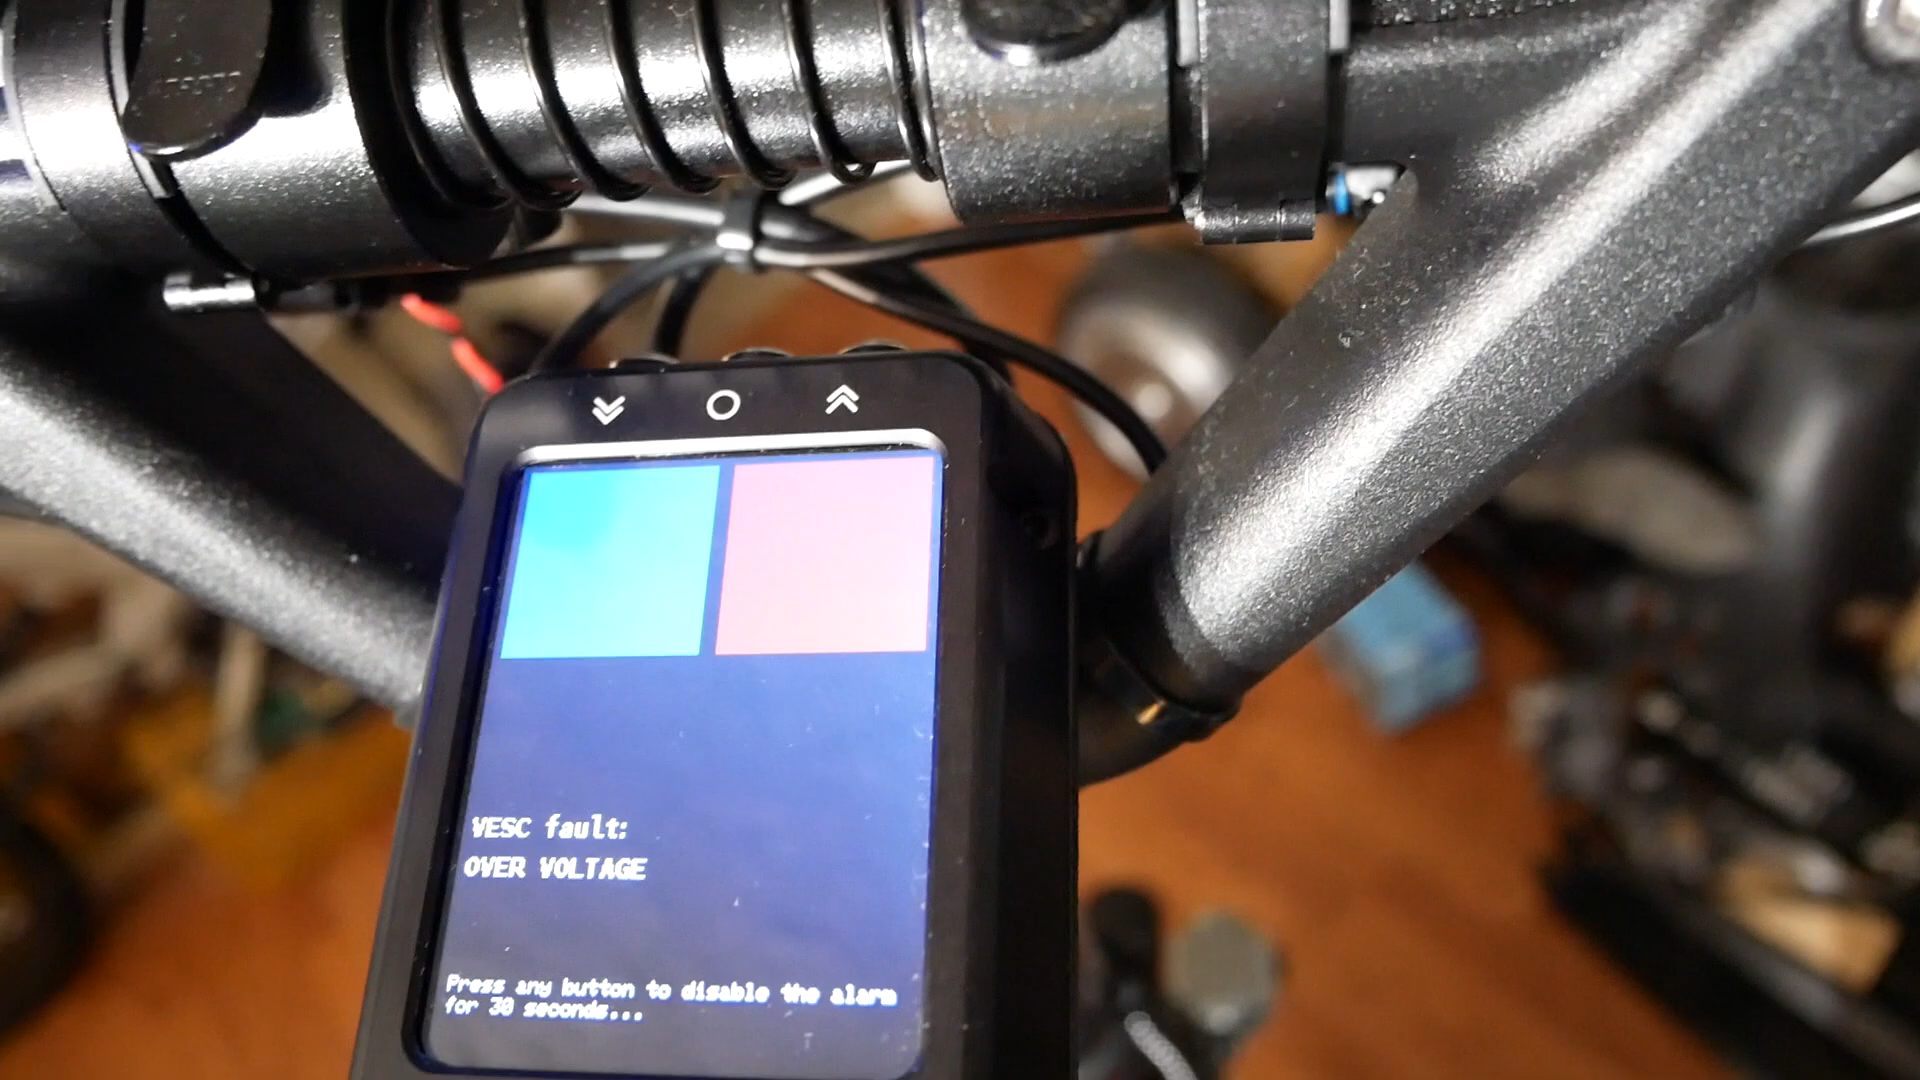 VESC fault:
OVER VOLTAGE
Press any button to disable the alarm
for 30 seconds...